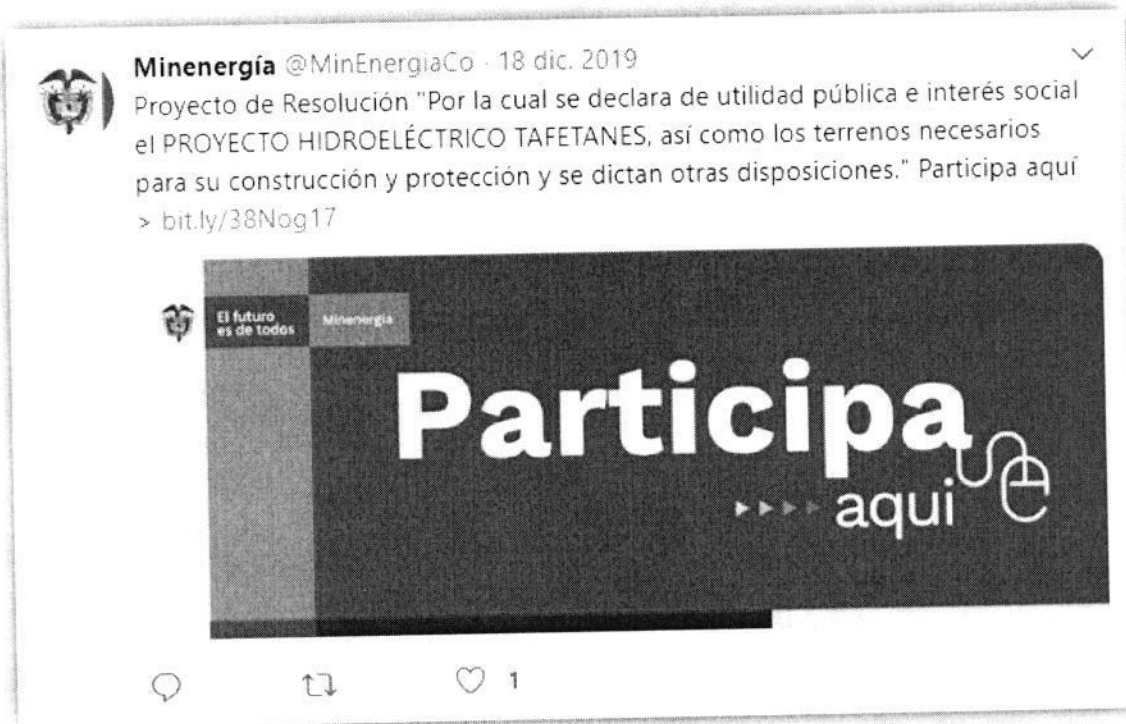 Minenergía @MinEnergiaCo · 18 dic. 2019
Proyecto de Resolución "Por la cual se declara de utilidad pública e interés social
el PROYECTO HIDROELÉCTRICO TAFETANES, así como los terrenos necesarios
para su construcción y protección y se dictan otras disposiciones." Participa aquí
> bit.ly/38Nog17
El futuro
es de todos
Minenergía
Participa
aqui
1